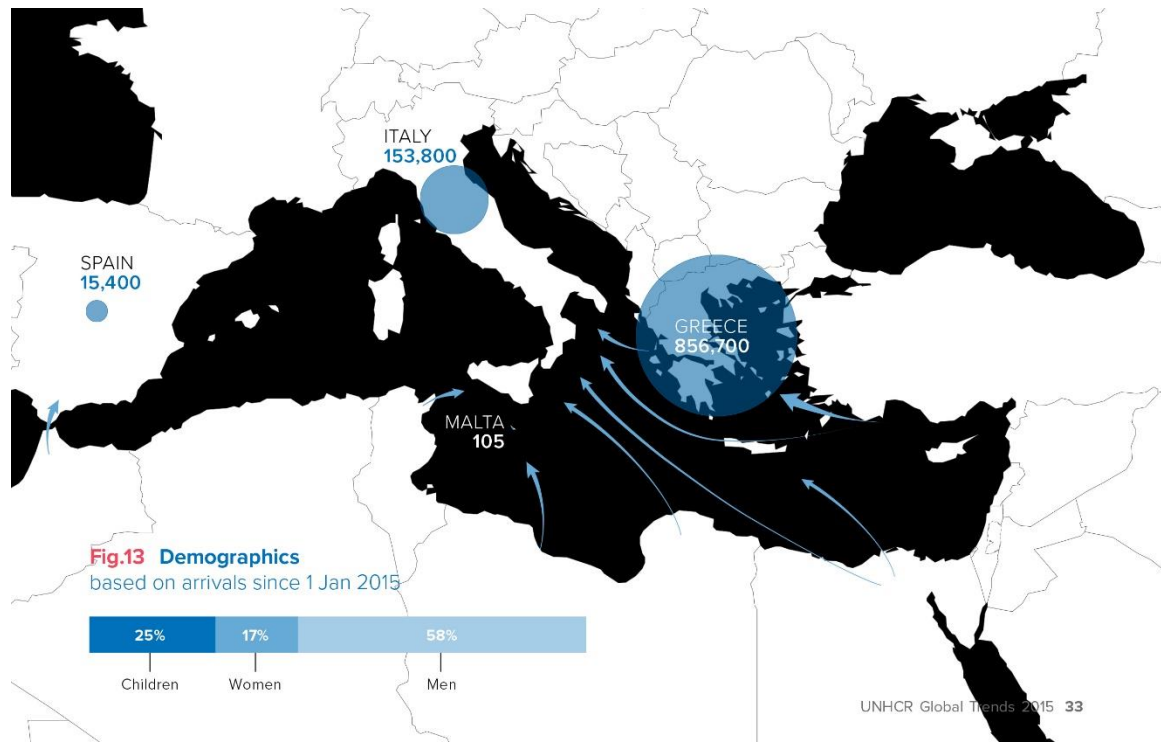 ITALY
153,800
SPAIN
15,400
GREECE
856,700
MALTA
105
Fig.13 Demographics
based on arrivals since 1 Jan 2015
25% 17% 58%
Children Women Men
UNHCR Global Trends 2015 33